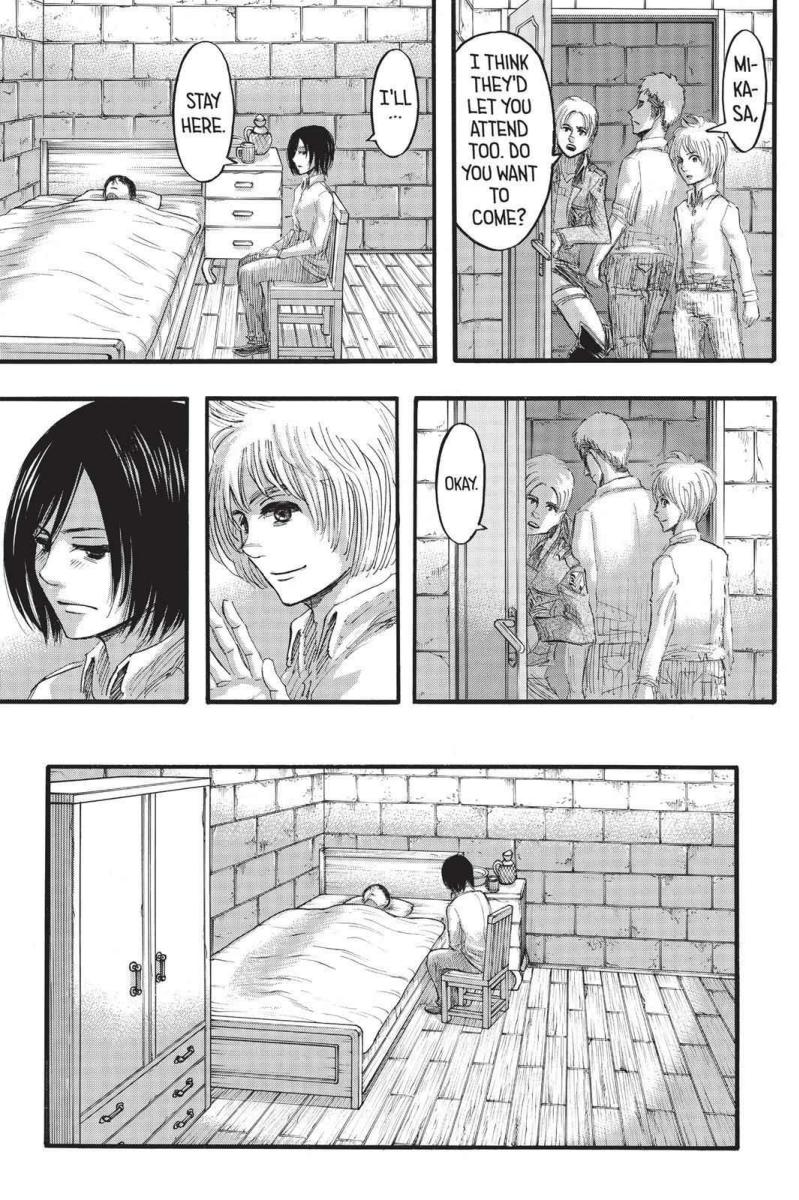 MI-
KA-
SA,
I THINK
THEY'D
LET YOU
ATTEND
TOO. DO
YOU WANT
TO
COME?
I'LL
...
STAY
HERE.
OKAY.